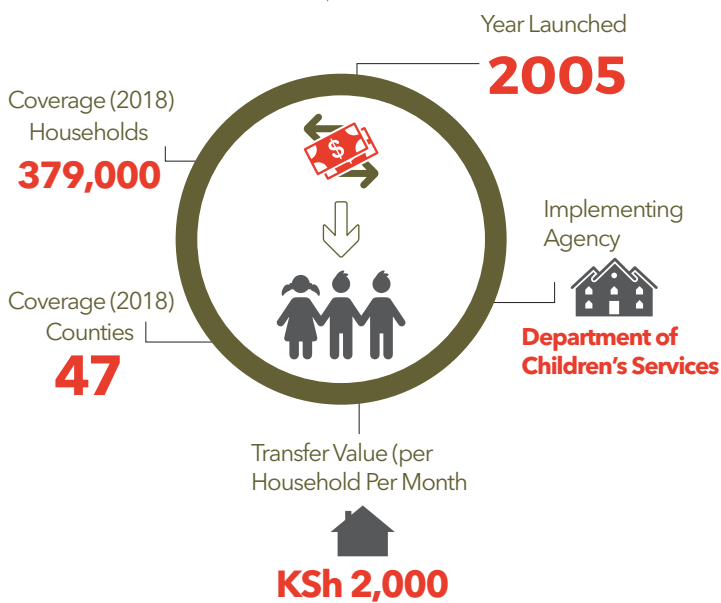 Year Launched
2005
Coverage (2018)
Households
379,000
$
Implementing
Agency
Department of
Children's Services
Coverage (2018)
Counties
47
Transfer Value (per
Household Per Month
KSh 2,000